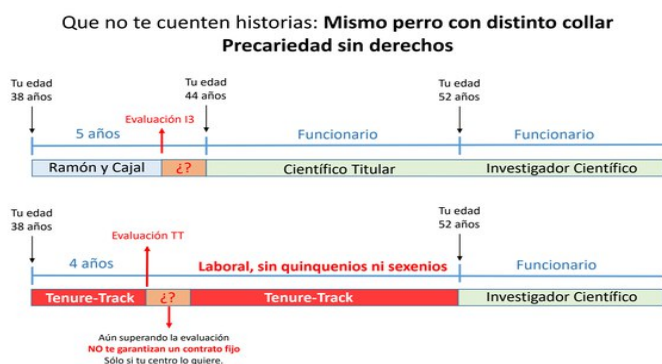 Que no te cuenten historias: Mismo perro con distinto collar
Precariedad sin derechos
Tu edad
38 años
Tu edad
44 años
Tu edad
52 años
Evaluación I3
5 años
Funcionario
Funcionario
Ramón y Cajal
¿?
Científico Titular
Investigador Científico
Tu edad
38 años
Tu edad
52 años
Evaluación TT
4 años
Laboral, sin quinquenios ni sexenios
Funcionario
Tenure-Track
¿?
Tenure-Track
Investigador Científico
Aún superando la evaluación
NO te garantizan un contrato fijo
Sólo si tu centro lo quiere.